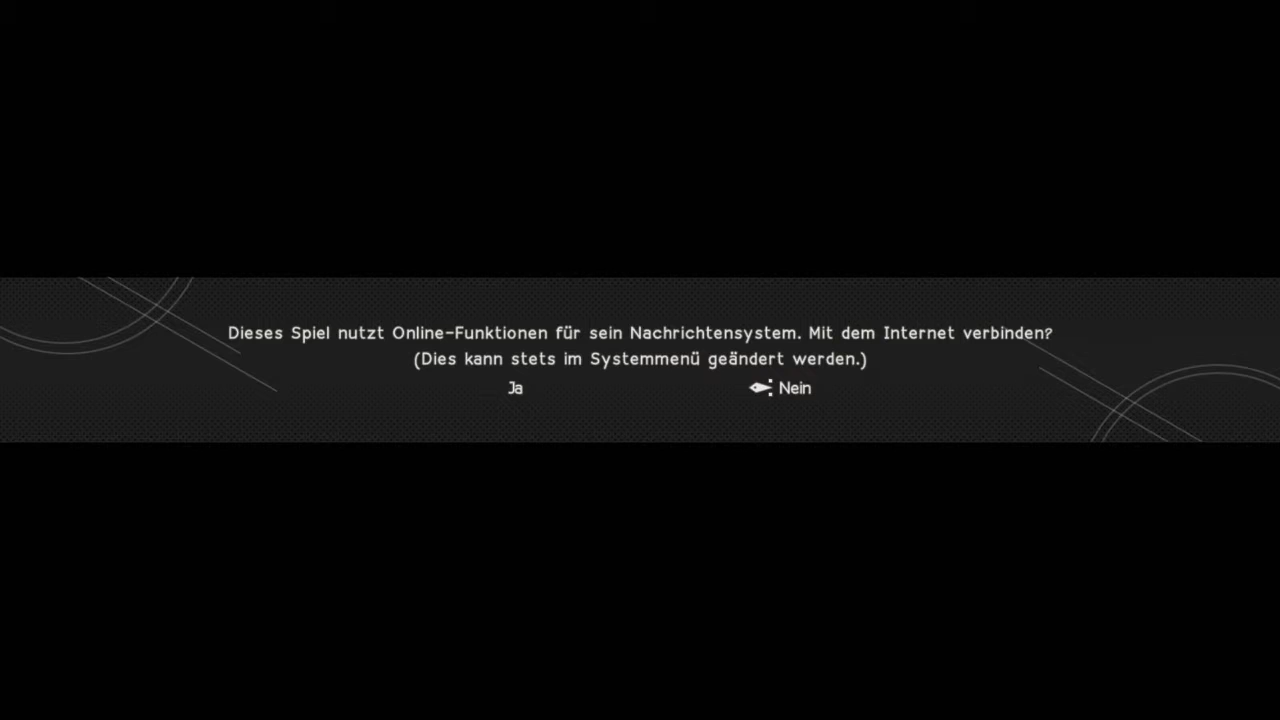 Dieses Spiel nutzt Online-Funktionen für sein Nachrichtensystem. Mit dem Internet verbinden?
(Dies kann stets im Systemmenü geändert werden.)
Ja Nein